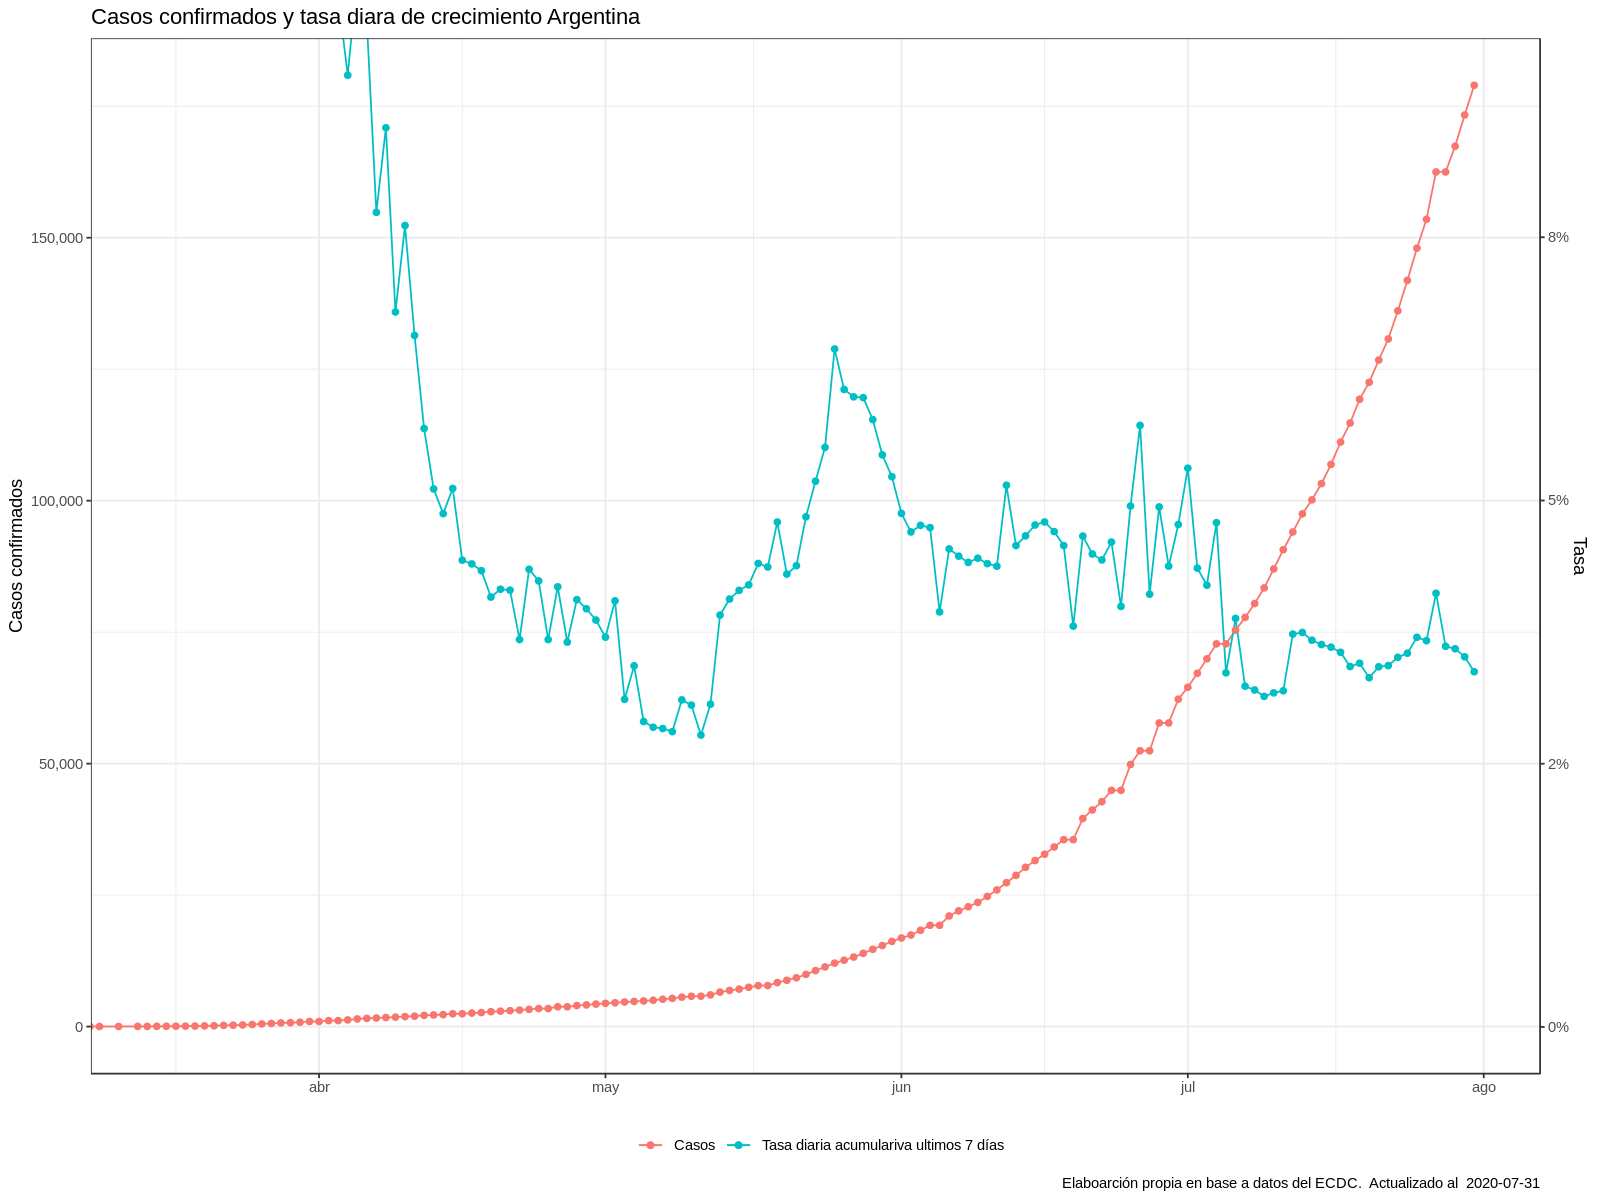 Casos confirmados y tasa diara de crecimiento Argentina
Casos confirmados
150,000
100,000
50,000
0
8%
5%
2%
0%
Tasa
abr
may
jun
jul
ago
Casos
Tasa diaria acumulariva ultimos 7 días
Elaboarción propia en base a datos del ECDC. Actualizado al 2020-07-31